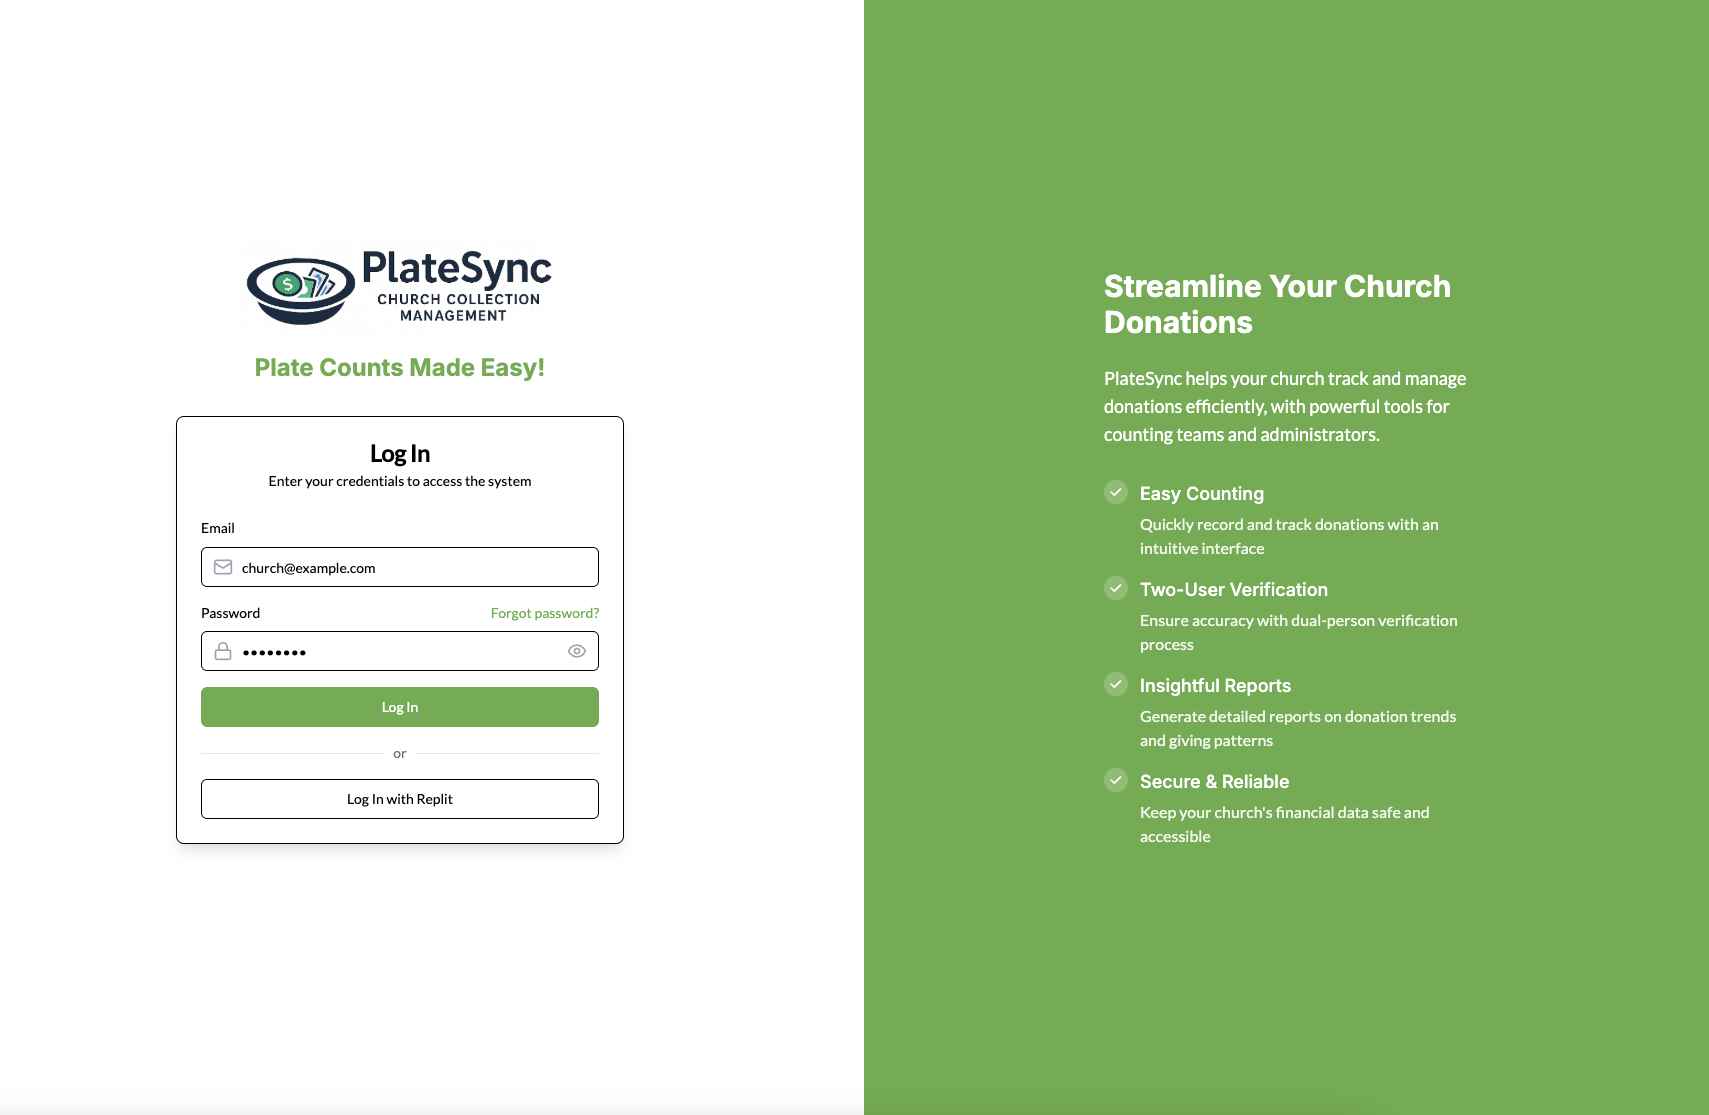 PlateSync
CHURCH COLLECTION
MANAGEMENT
Plate Counts Made Easy!
Log In
Enter your credentials to access the system
Email
church@example.com
Password
Forgot password?
••••••••
Log In
or
Log In with Replit
Streamline Your Church
Donations
PlateSync helps your church track and manage
donations efficiently, with powerful tools for
counting teams and administrators.
Easy Counting
Quickly record and track donations with an
intuitive interface
Two-User Verification
Ensure accuracy with dual-person verification
process
Insightful Reports
Generate detailed reports on donation trends
and giving patterns
Secure & Reliable
Keep your church's financial data safe and
accessible